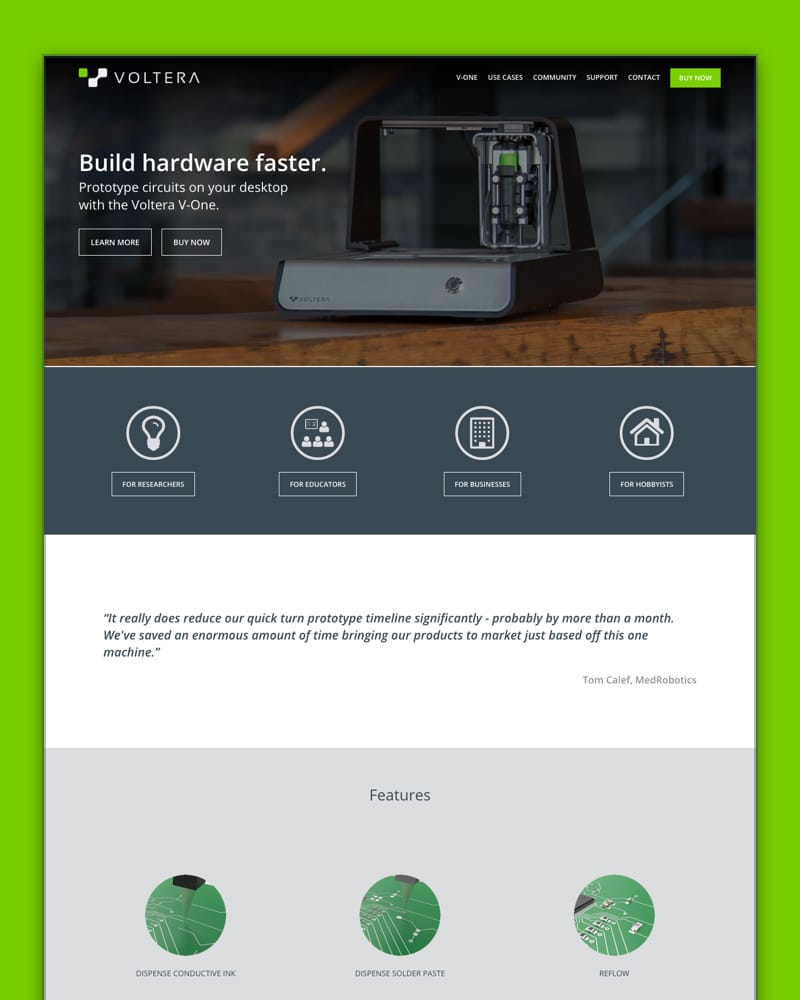 VOLTERA
V-ONE USE CASES COMMUNITY SUPPORT CONTACT BUY NOW
Build hardware faster.
Prototype circuits on your desktop
with the Voltera V-One.
LEARN MORE BUY NOW
VOLTERA
FOR RESEARCHERS FOR EDUCATORS FOR BUSINESSES FOR HOBBYISTS
“It really does reduce our quick turn prototype timeline significantly - probably by more than a month.
We've saved an enormous amount of time bringing our products to market just based off this one
machine.”
Tom Calef, MedRobotics
Features
DISPENSE CONDUCTIVE INK DISPENSE SOLDER PASTE REFLOW